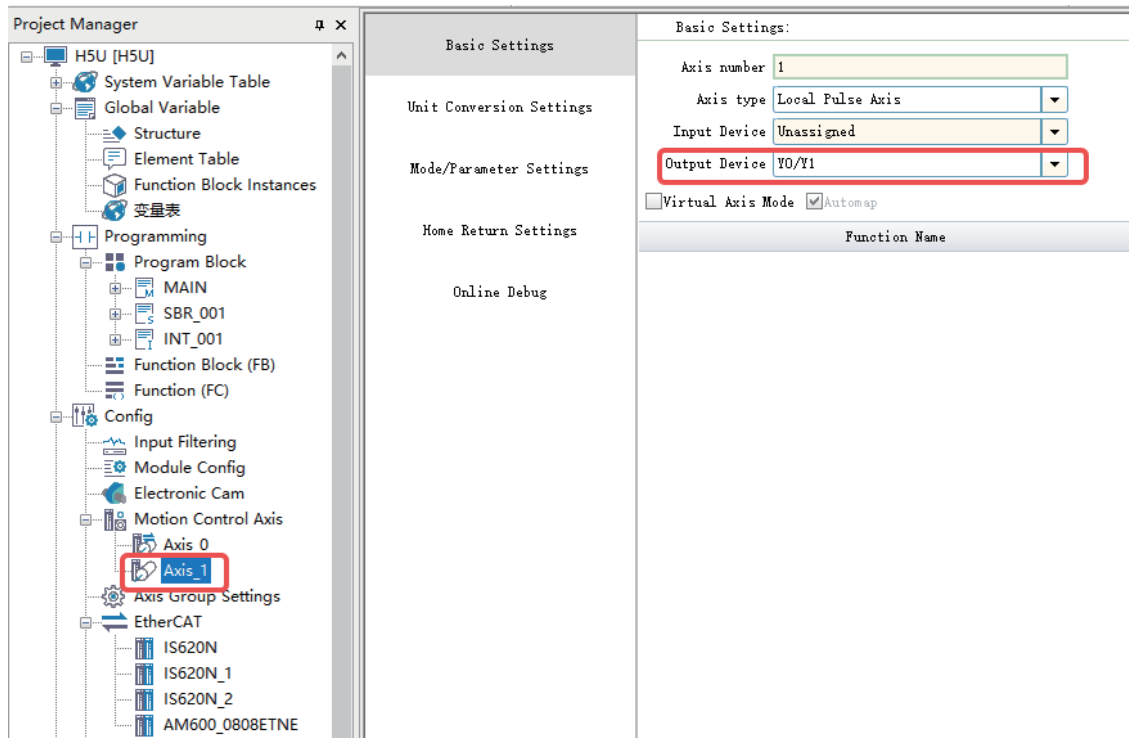 Project Manager
H5U [H5U]
System Variable Table
Global Variable
Structure
Element Table
Function Block Instances
变量表
Programming
Program Block
MAIN
SBR_001
INT_001
Function Block (FB)
Function (FC)
Config
Input Filtering
Module Config
Electronic Cam
Motion Control Axis
Axis_0
Axis_1
Axis Group Settings
EtherCAT
IS620N
IS620N_1
IS620N_2
AM600_0808ETNE
Basic Settings
Unit Conversion Settings
Mode/Parameter Settings
Home Return Settings
Online Debug
Basic Settings:
Axis number 1
Axis type Local Pulse Axis
Input Device Unassigned
Output Device Y0/Y1
Virtual Axis Mode Automap
Function Name